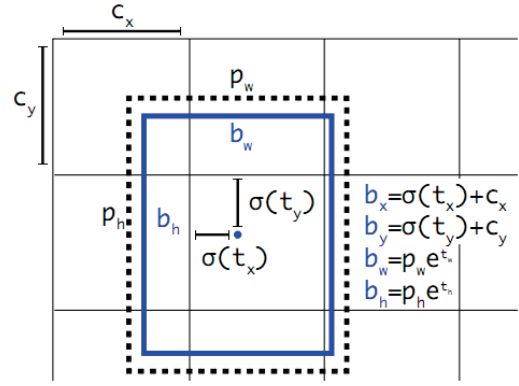 c_x
c_y
p_w
b_w
p_h
b_h
σ(t_y)
σ(t_x)
b_x=σ(t_x)+c_x
b_y=σ(t_y)+c_y
b_w=p_w e^{t_w}
b_h=p_h e^{t_h}